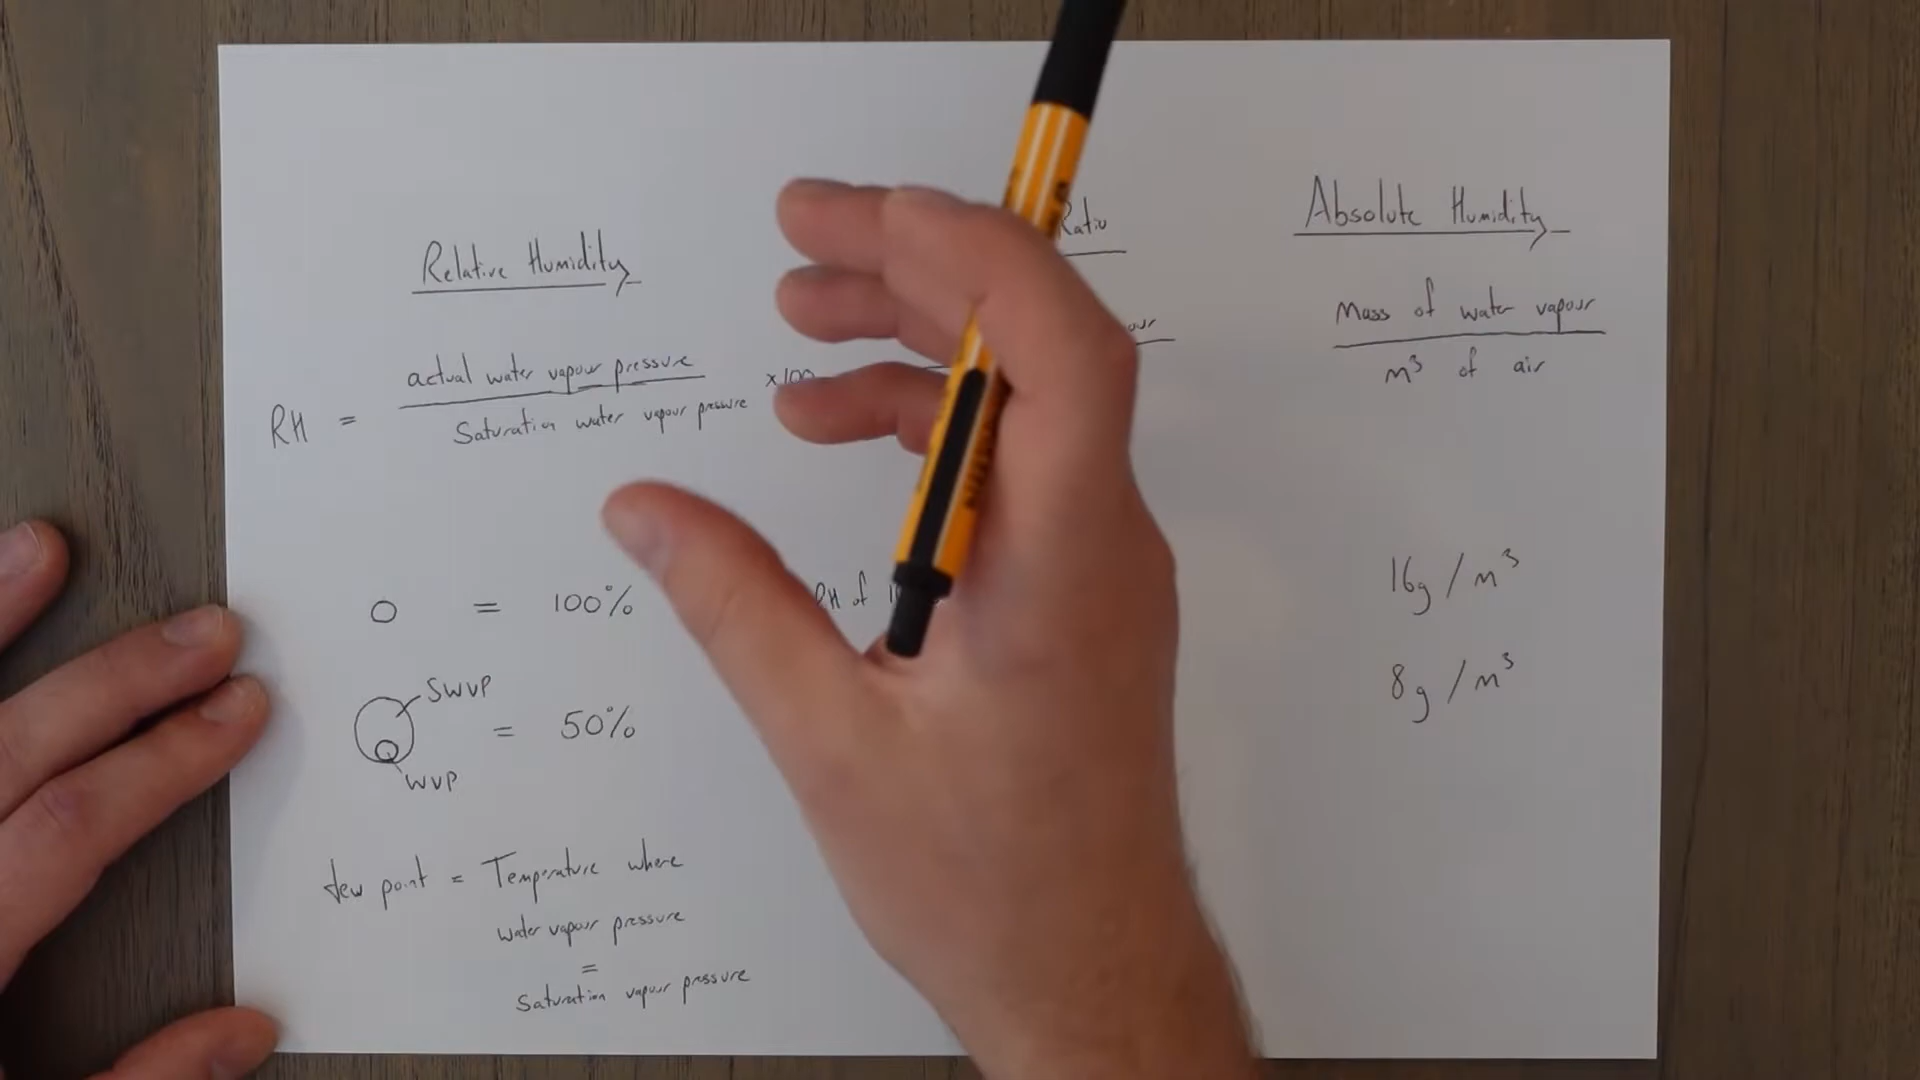 Relative Humidity
RH = actual water vapour pressure x100
Saturation water vapour pressure
O = 100%
SWVP
= 50%
WVP
dew point = Temperature where
water vapour pressure
=
Saturation vapour pressure
Ratio
RH of
Absolute Humidity
Mass of water vapour
m³ of air
16g / m³
8g / m³